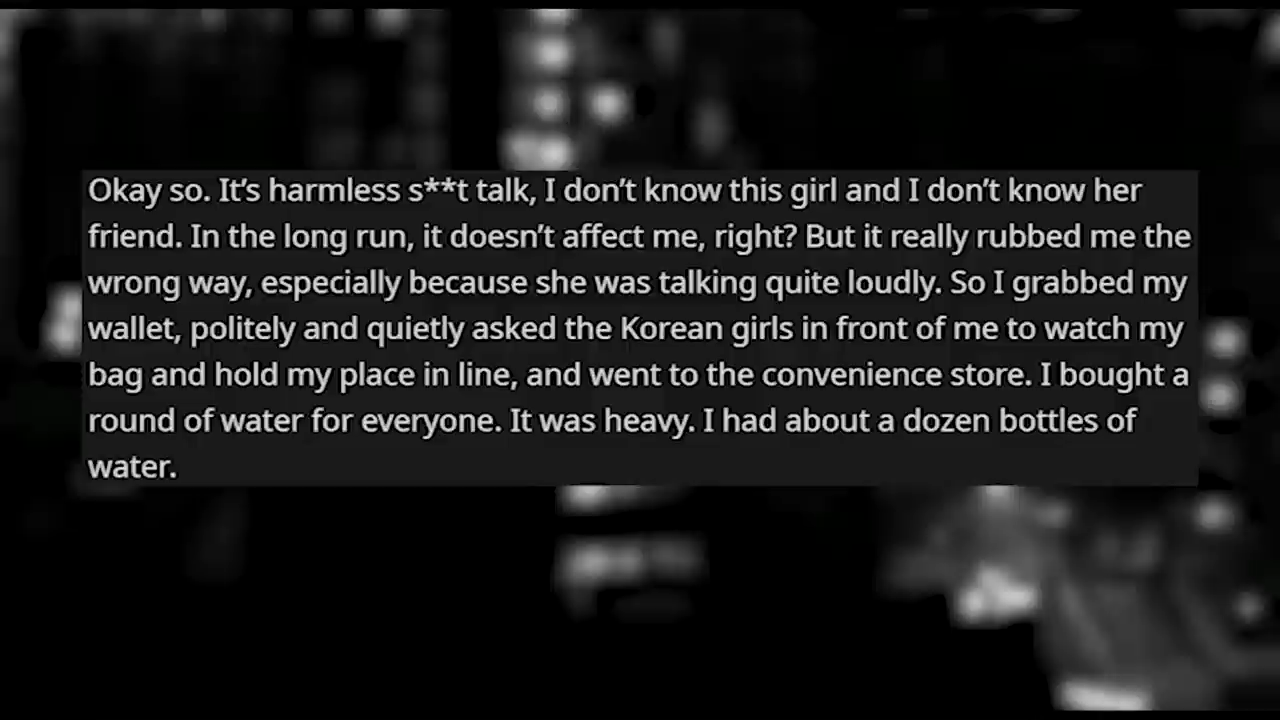 Okay so. It’s harmless s**t talk, I don’t know this girl and I don’t know her
friend. In the long run, it doesn’t affect me, right? But it really rubbed me the
wrong way, especially because she was talking quite loudly. So I grabbed my
wallet, politely and quietly asked the Korean girls in front of me to watch my
bag and hold my place in line, and went to the convenience store. I bought a
round of water for everyone. It was heavy. I had about a dozen bottles of
water.